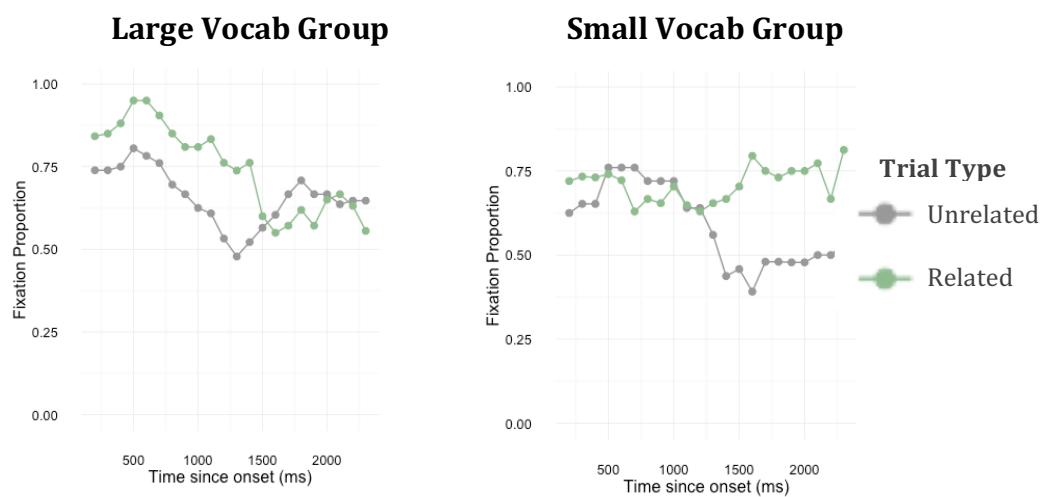 Large Vocab Group
1.00
0.75
0.50
0.25
0.00
Fixation Proportion
500 1000 1500 2000
Time since onset (ms)
Small Vocab Group
1.00
0.75
0.50
0.25
0.00
Fixation Proportion
500 1000 1500 2000
Time since onset (ms)
Trial Type
Unrelated
Related